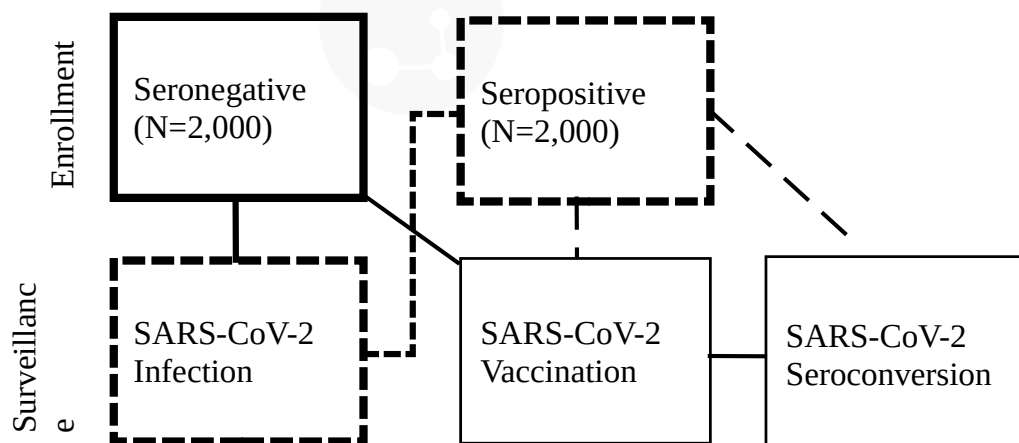 Enrollment
Seronegative
(N=2,000)
Seropositive
(N=2,000)
Surveillanc
e
SARS-CoV-2
Infection
SARS-CoV-2
Vaccination
SARS-CoV-2
Seroconversion